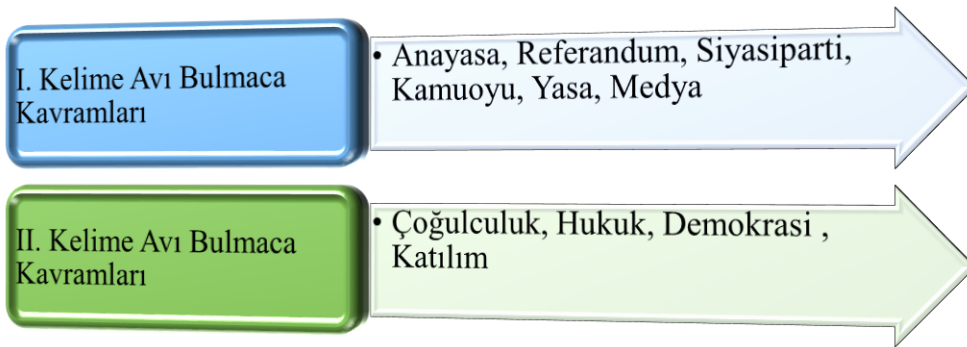 I. Kelime Avı Bulmaca
Kavramları
• Anayasa, Referandum, Siyasiparti,
Kamuoyu, Yasa, Medya
II. Kelime Avı Bulmaca
Kavramları
• Çoğulculuk, Hukuk, Demokrasi ,
Katılım